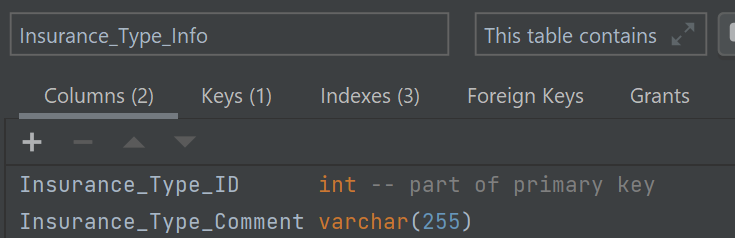 Insurance_Type_Info This table contains
Columns (2) Keys (1) Indexes (3) Foreign Keys Grants
Insurance_Type_ID int -- part of primary key
Insurance_Type_Comment varchar(255)